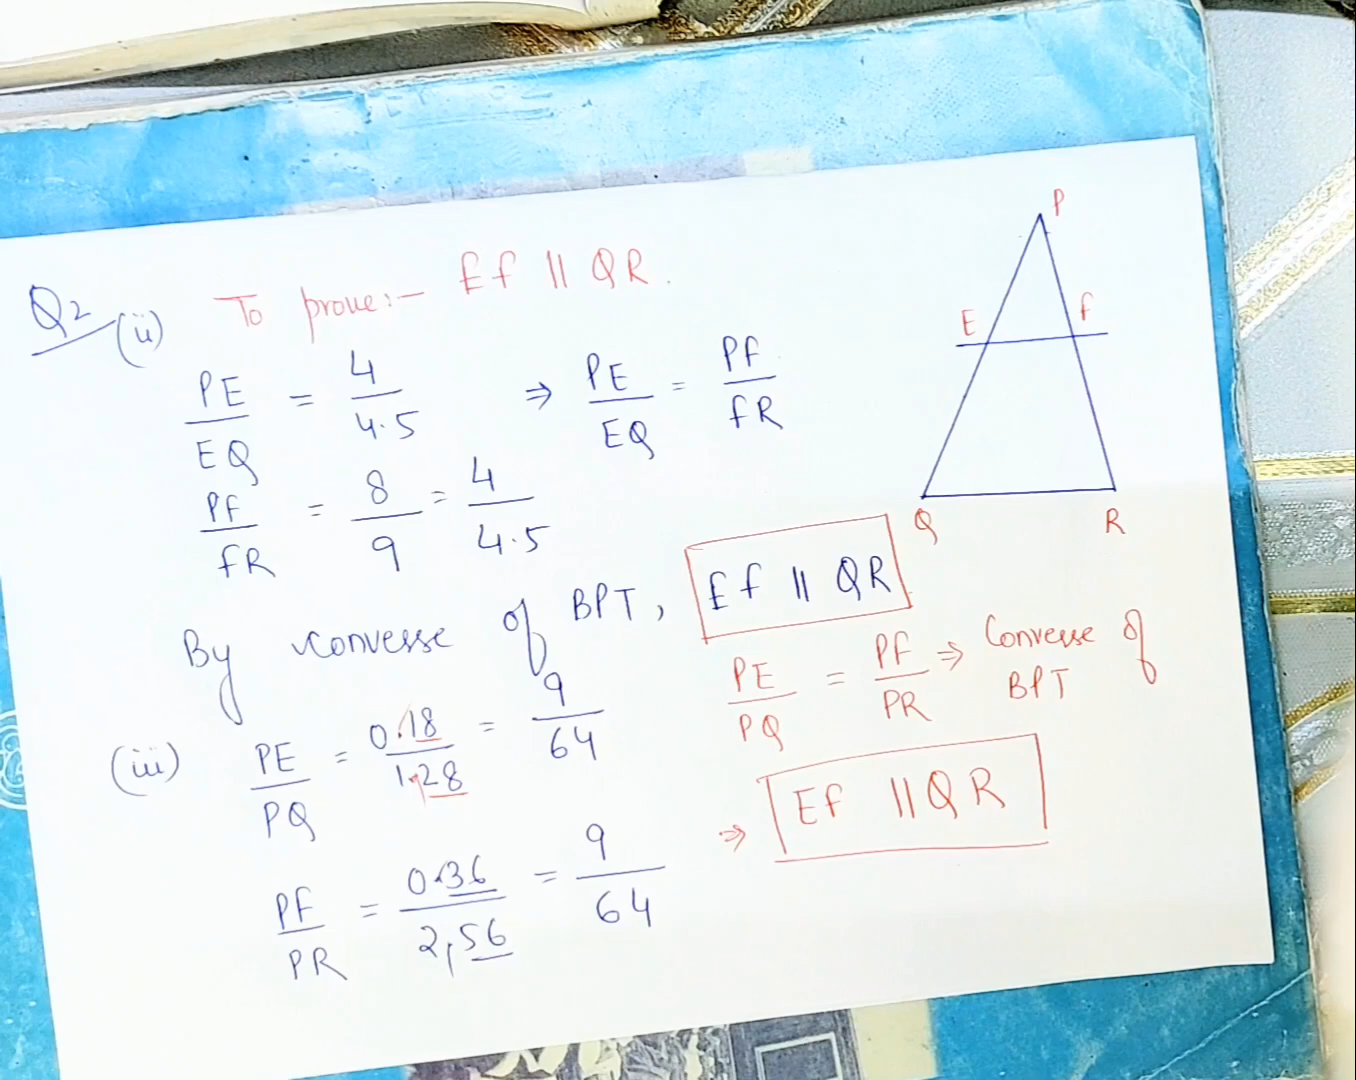 Q2 (ii) To prove:- EF || QR.
PE/EQ = 4/4.5 ⇒ PE/EQ = PF/FR
PF/FR = 8/9 = 4/4.5
By converse of BPT, EF || QR
(iii) PE/PQ = 0.18/1.28 = 9/64
PE/PQ = PF/PR ⇒ Converse of BPT
PF/PR = 0.36/2.56 = 9/64
⇒ EF || QR
P
E F
Q R